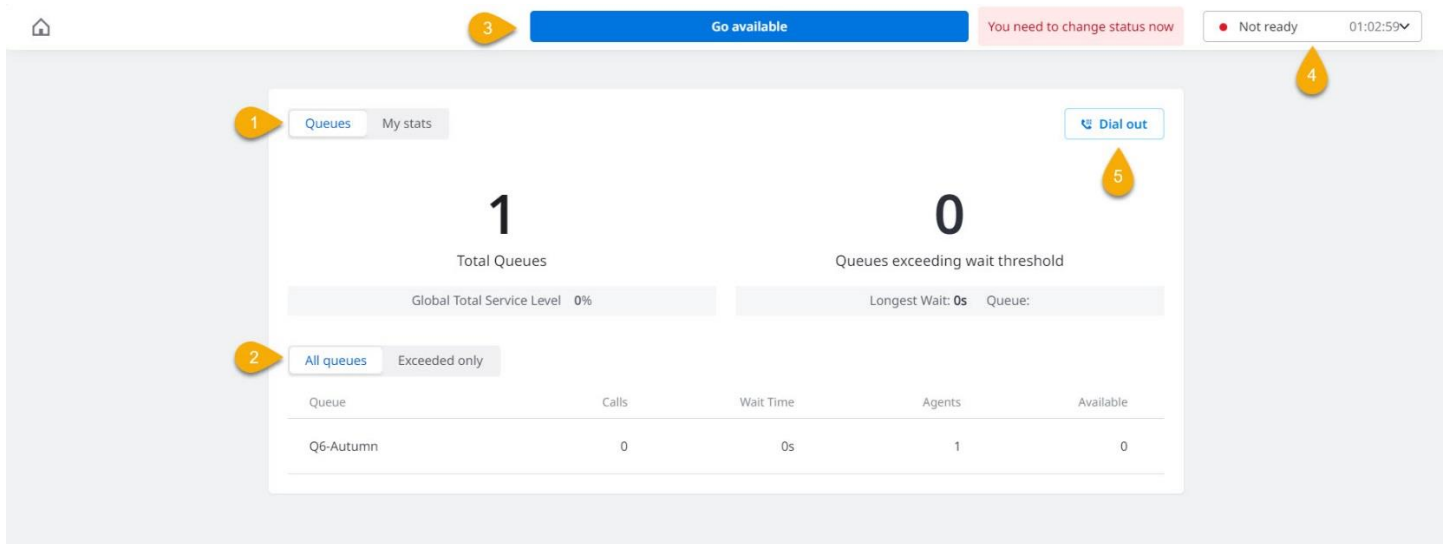 3 Go available You need to change status now Not ready 01:02:59
4
1 Queues My stats Dial out
5
1 0
Total Queues Queues exceeding wait threshold
Global Total Service Level 0% Longest Wait: 0s Queue:
2 All queues Exceeded only
Queue Calls Wait Time Agents Available
Q6-Autumn 0 0s 1 0